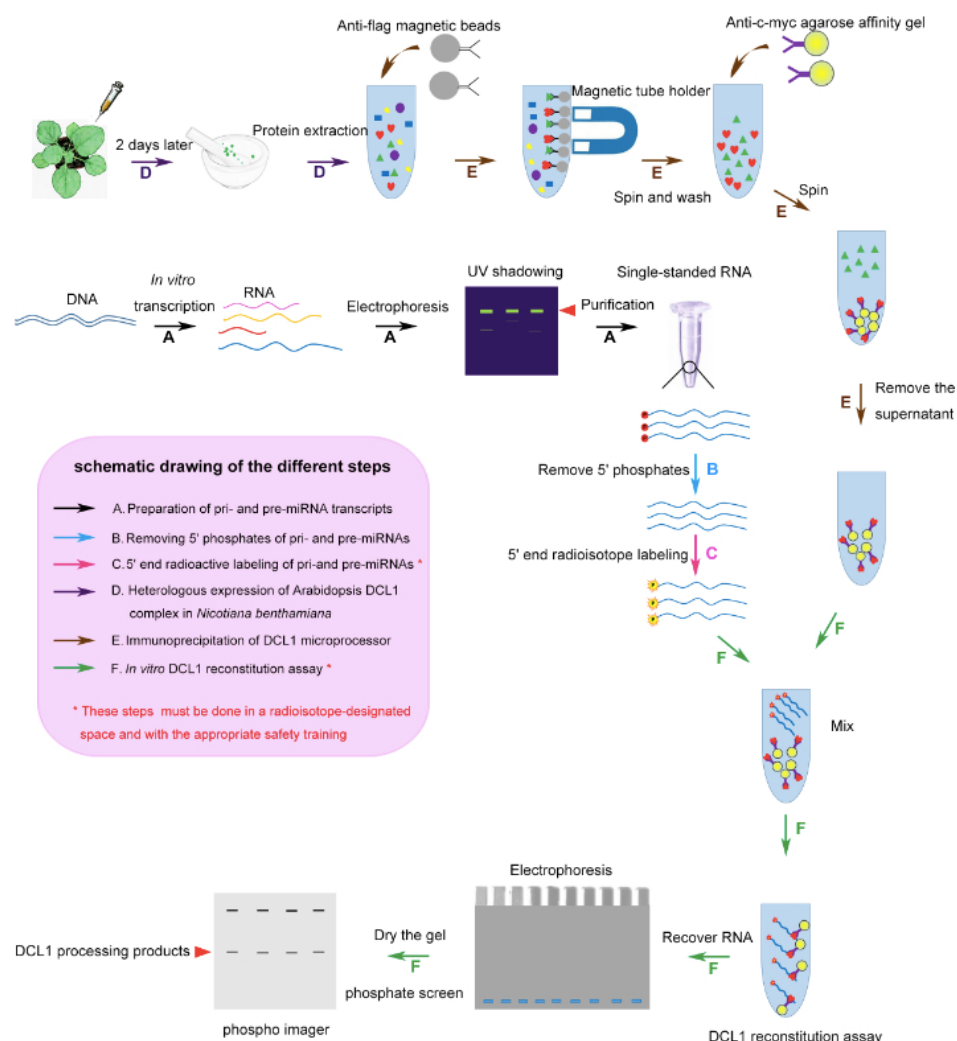 Anti-flag magnetic beads
Anti-c-myc agarose affinity gel
Magnetic tube holder
2 days later
D
Protein extraction
D
E
E
Spin and wash
Spin
E
DNA
In vitro
transcription
A
RNA
Electrophoresis
A
UV shadowing
Purification
A
Single-standed RNA
E
Remove the
supernatant
P
P
P
Remove 5' phosphates
B
5' end radioisotope labeling
C
P
P
P
F
F
schematic drawing of the different steps
A. Preparation of pri- and pre-miRNA transcripts
B. Removing 5' phosphates of pri- and pre-miRNAs
C. 5' end radioactive labeling of pri-and pre-miRNAs *
D. Heterologous expression of Arabidopsis DCL1
complex in Nicotiana benthamiana
E. Immunoprecipitation of DCL1 microprocessor
F. In vitro DCL1 reconstitution assay *
* These steps must be done in a radioisotope-designated
space and with the appropriate safety training
Mix
F
DCL1 reconstitution assay
Recover RNA
F
Electrophoresis
Dry the gel
F
phosphate screen
DCL1 processing products
phospho imager